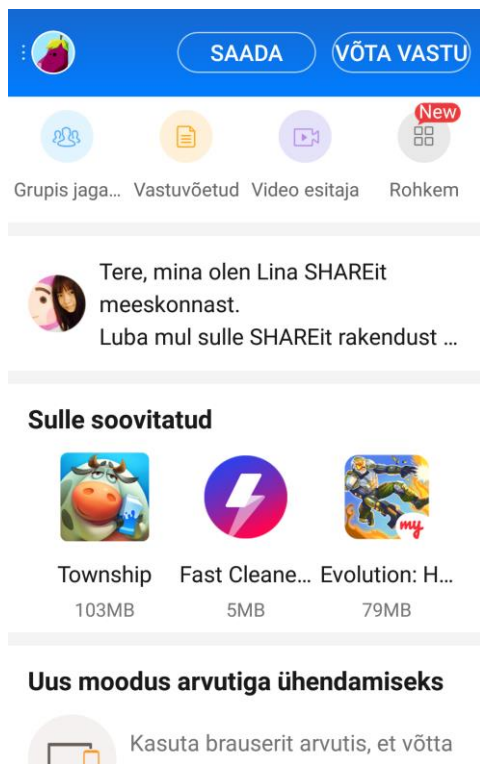 SAADA VÕTA VASTU
New
Grupis jaga... Vastuvõetud Video esitaja Rohkem
Tere, mina olen Lina SHAREit
meeskonnast.
Luba mul sulle SHAREit rakendust ...
Sulle soovitatud
my
Township Fast Cleane... Evolution: H...
103MB 5MB 79MB
Uus moodus arvutiga ühendamiseks
Kasuta brauserit arvutis, et võtta